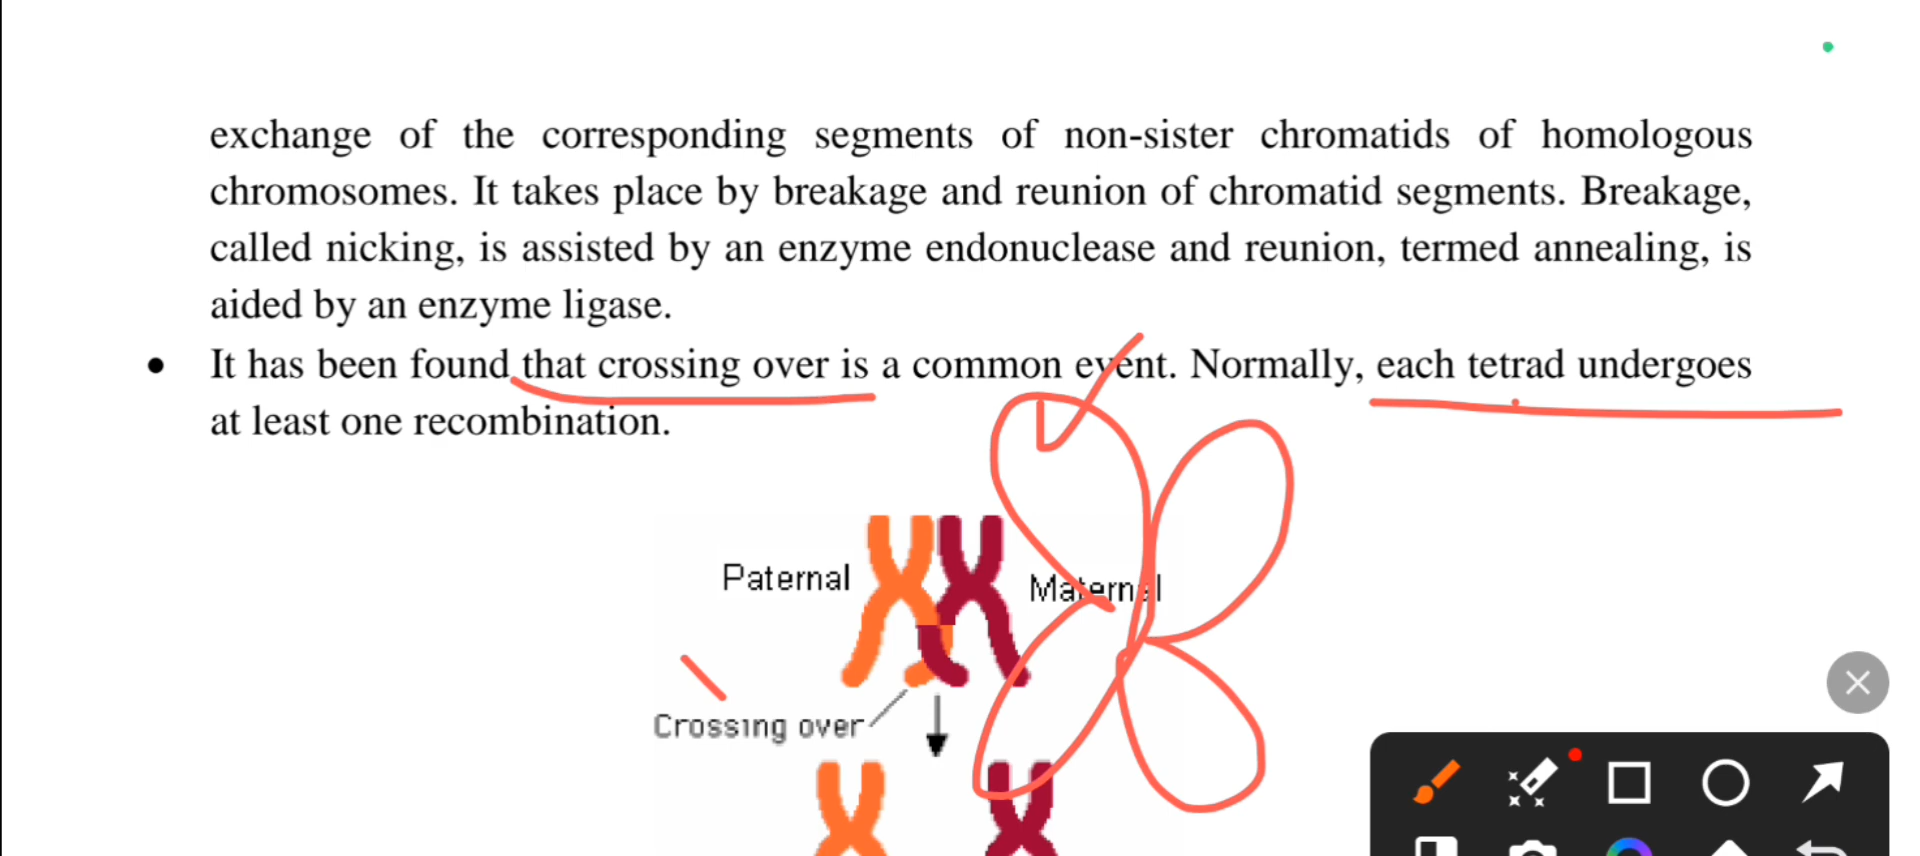 exchange of the corresponding segments of non-sister chromatids of homologous
chromosomes. It takes place by breakage and reunion of chromatid segments. Breakage,
called nicking, is assisted by an enzyme endonuclease and reunion, termed annealing, is
aided by an enzyme ligase.
• It has been found that crossing over is a common event. Normally, each tetrad undergoes
at least one recombination.
Paternal
Maternal
Crossing over